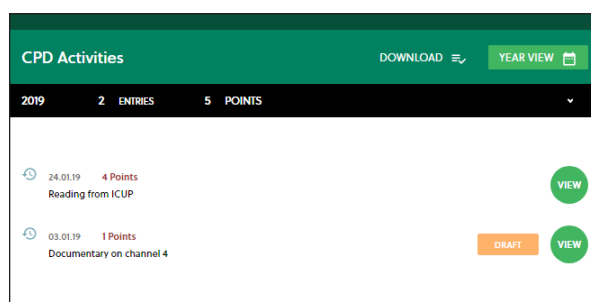 CPD Activities DOWNLOAD YEAR VIEW
2019 2 ENTRIES 5 POINTS
24.01.19 4 Points
Reading from ICUP
VIEW
03.01.19 1 Points
Documentary on channel 4
DRAFT VIEW